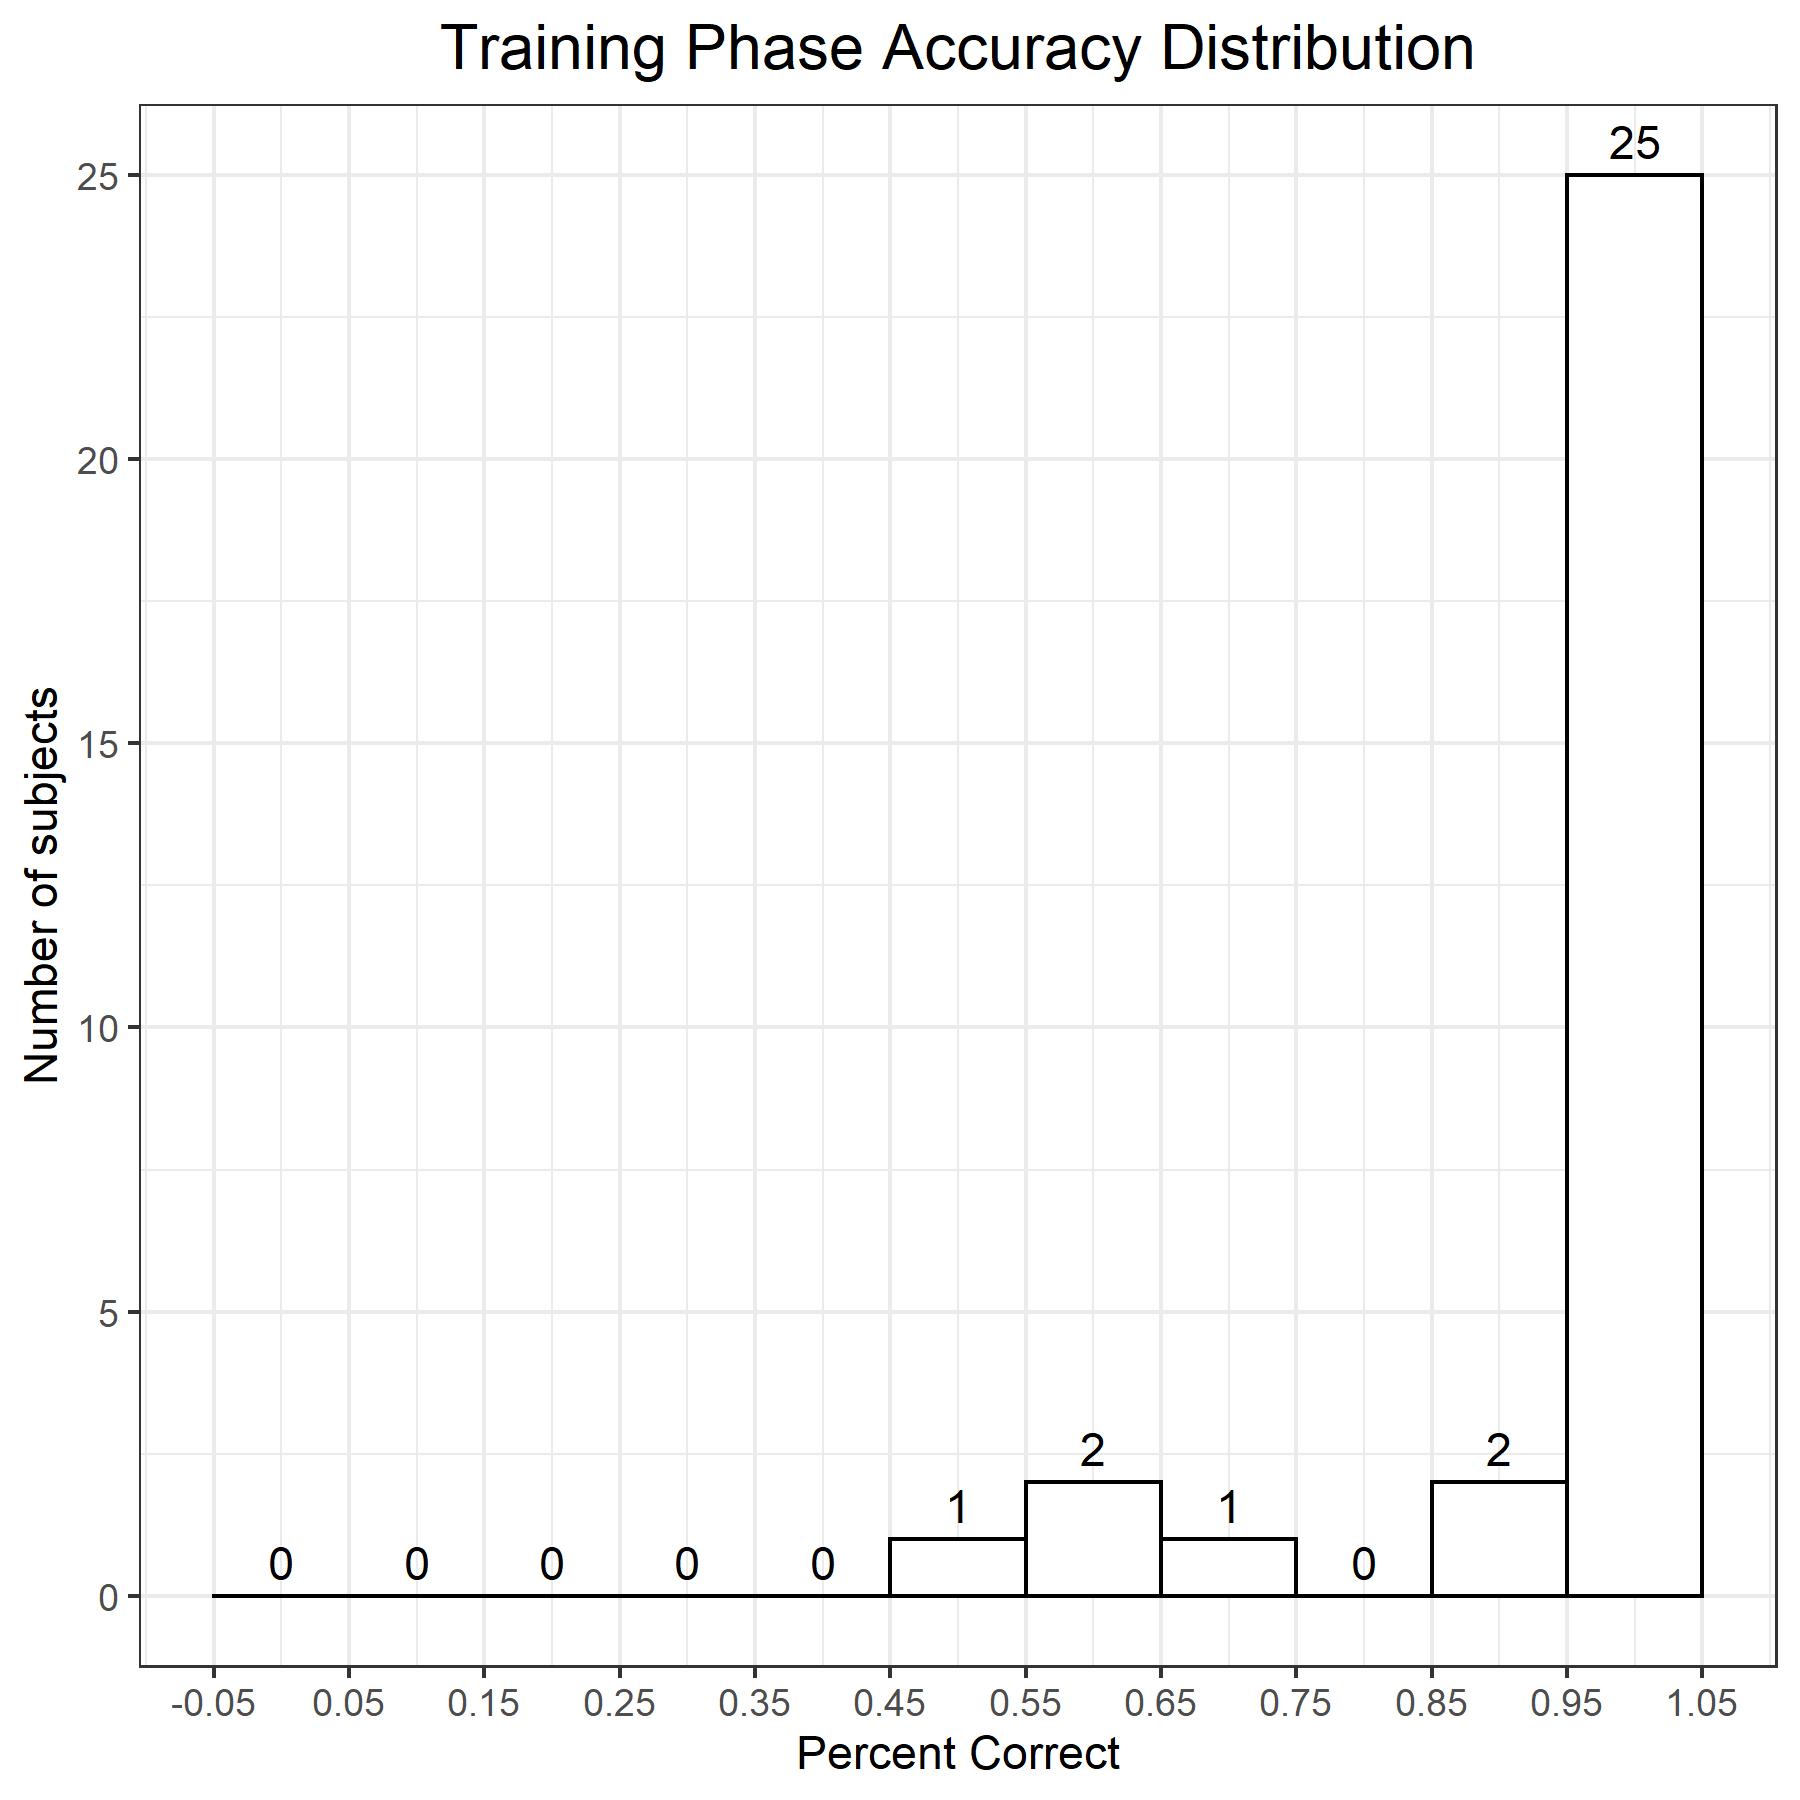 Training Phase Accuracy Distribution
25
25
20
15
10
5
0
0 0 0 0 0 1 2 1 0 2
-0.05 0.05 0.15 0.25 0.35 0.45 0.55 0.65 0.75 0.85 0.95 1.05
Percent Correct
Number of subjects